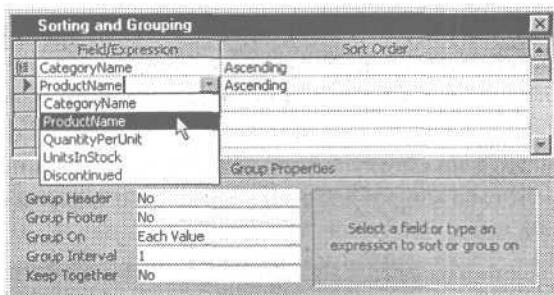 Sorting and Grouping
Field/Expression Sort Order
CategoryName Ascending
ProductName Ascending
CategoryName
ProductName
QuantityPerUnit
UnitsInStock
Discontinued
Group Properties
Group Header No
Group Footer No
Group On Each Value
Group Interval 1
Keep Together No
Select a field or type an
expression to sort or group on